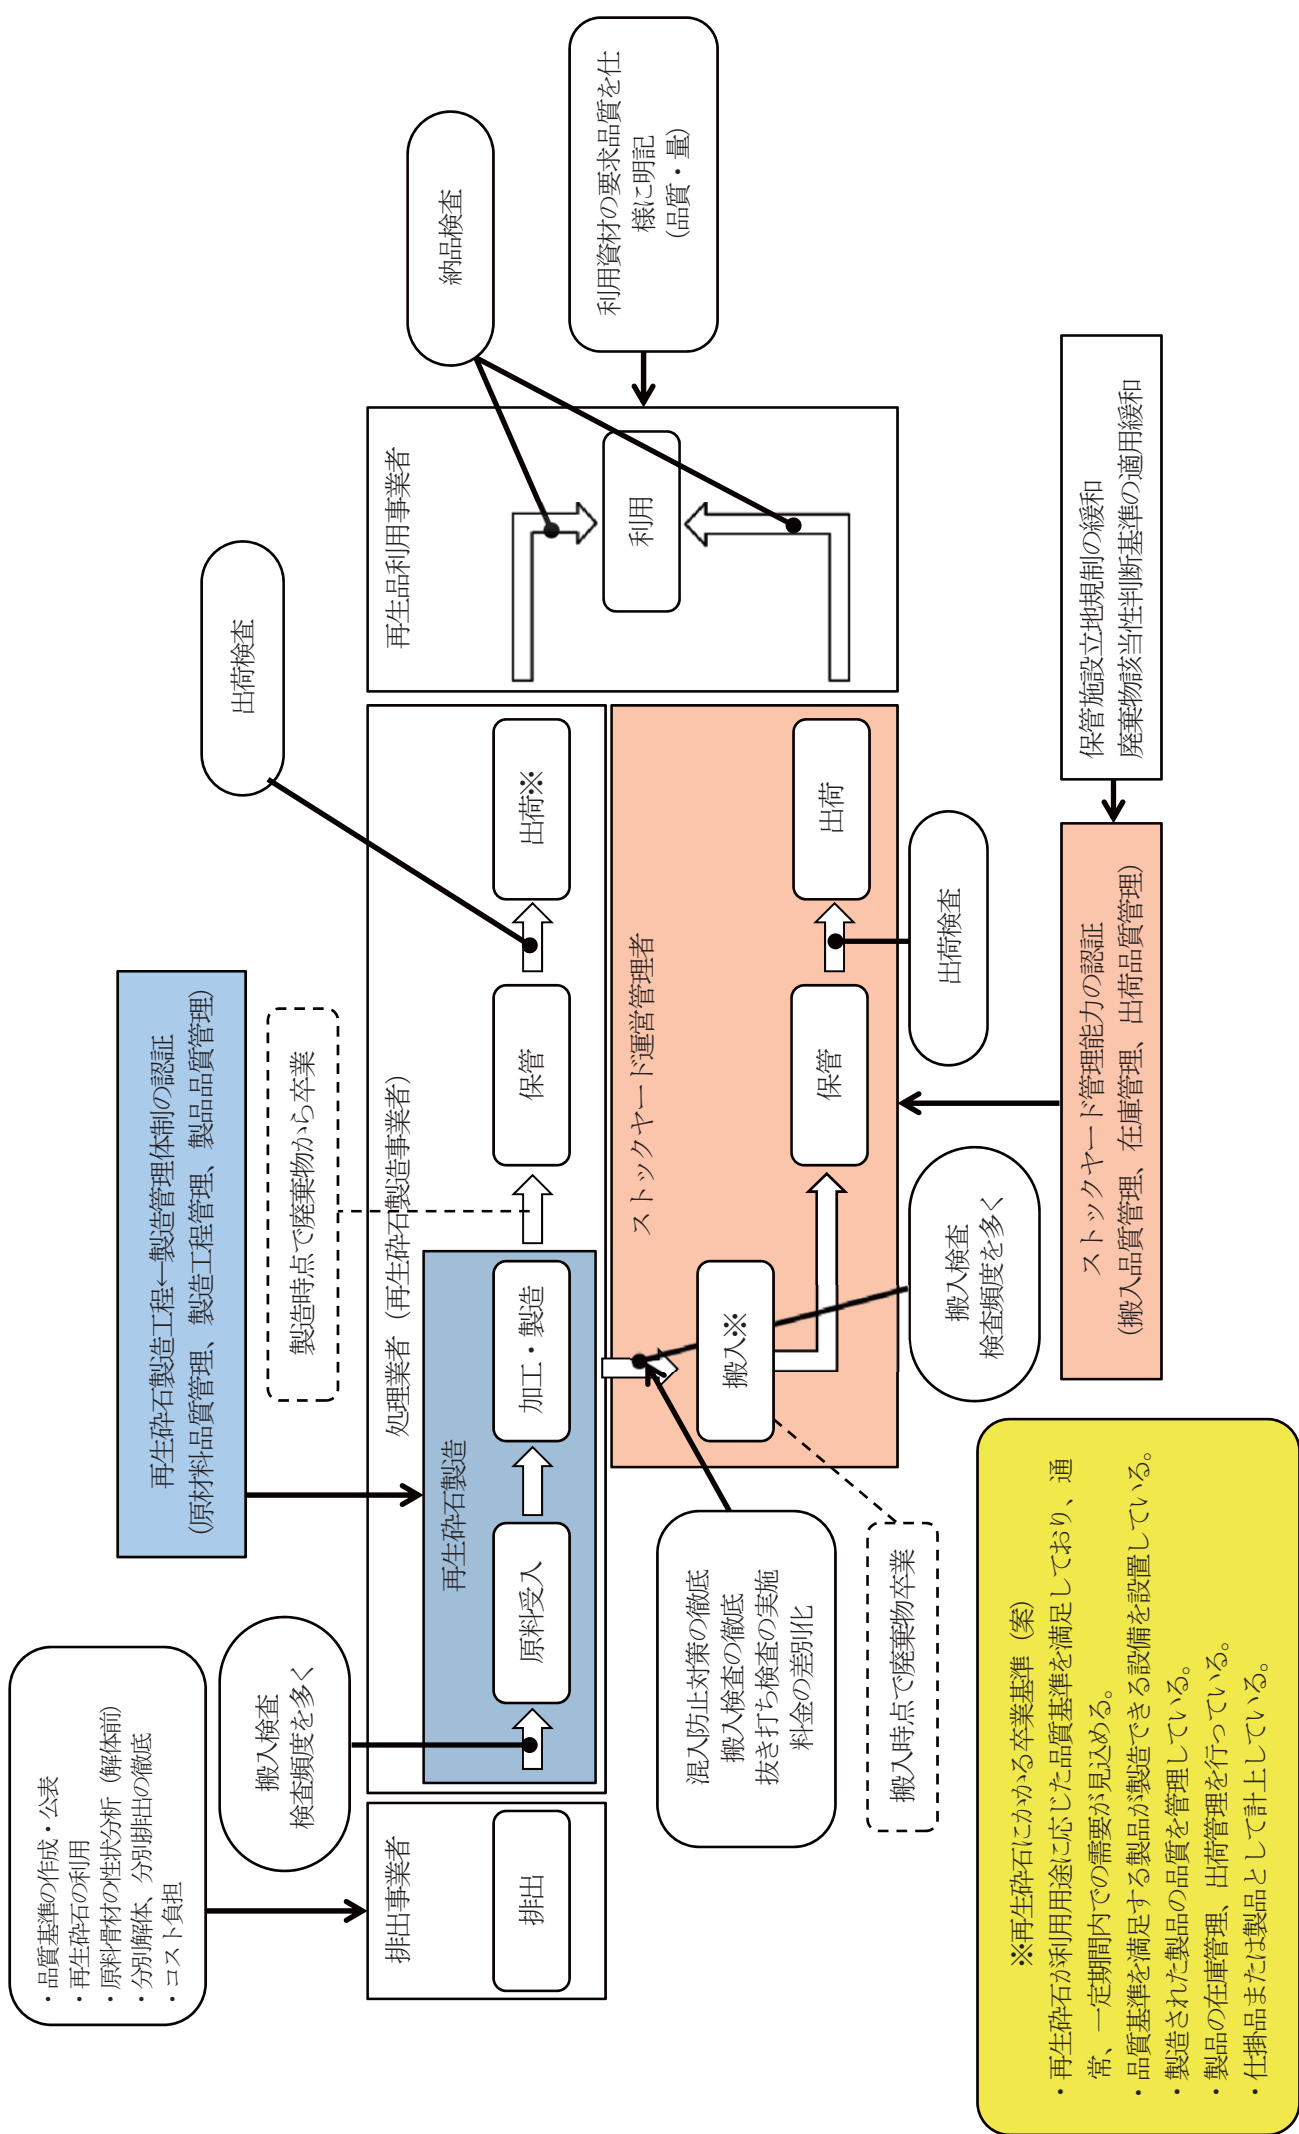 ・品質基準の作成・公表
・再生砕石の利用
・原料骨材の性状分析（解体前）
・分別解体、分別排出の徹底
・コスト負担
搬入検査
検査頻度を多く
再生砕石製造工程←製造管理体制の認証
（原材料品質管理、製造工程管理、製品品質管理）
製造時点で廃棄物から卒業
出荷検査
納品検査
利用資材の要求品質を仕
様に明記
（品質・量）
排出事業者
排出
処理業者（再生砕石製造事業者）
再生砕石製造
原料受入
加工・製造
保管
出荷※
再生品利用事業者
利用
ストックヤード運営管理者
搬入※
保管
出荷
混入防止対策の徹底
搬入検査の徹底
抜き打ち検査の実施
料金の差別化
搬入時点で廃棄物卒業
搬入検査
検査頻度を多く
出荷検査
ストックヤード管理能力の認証
（搬入品質管理、在庫管理、出荷品質管理）
保管施設立地規制の緩和
廃棄物該当性判断基準の適用緩和
※再生砕石にかかる卒業基準（案）
・再生砕石が利用用途に応じた品質基準を満足しており、通
常、一定期間内での需要が見込める。
・品質基準を満足する製品が製造できる設備を設置している。
・製造された製品の品質を管理している。
・製品の在庫管理、出荷管理を行っている。
・仕掛品または製品として計上している。